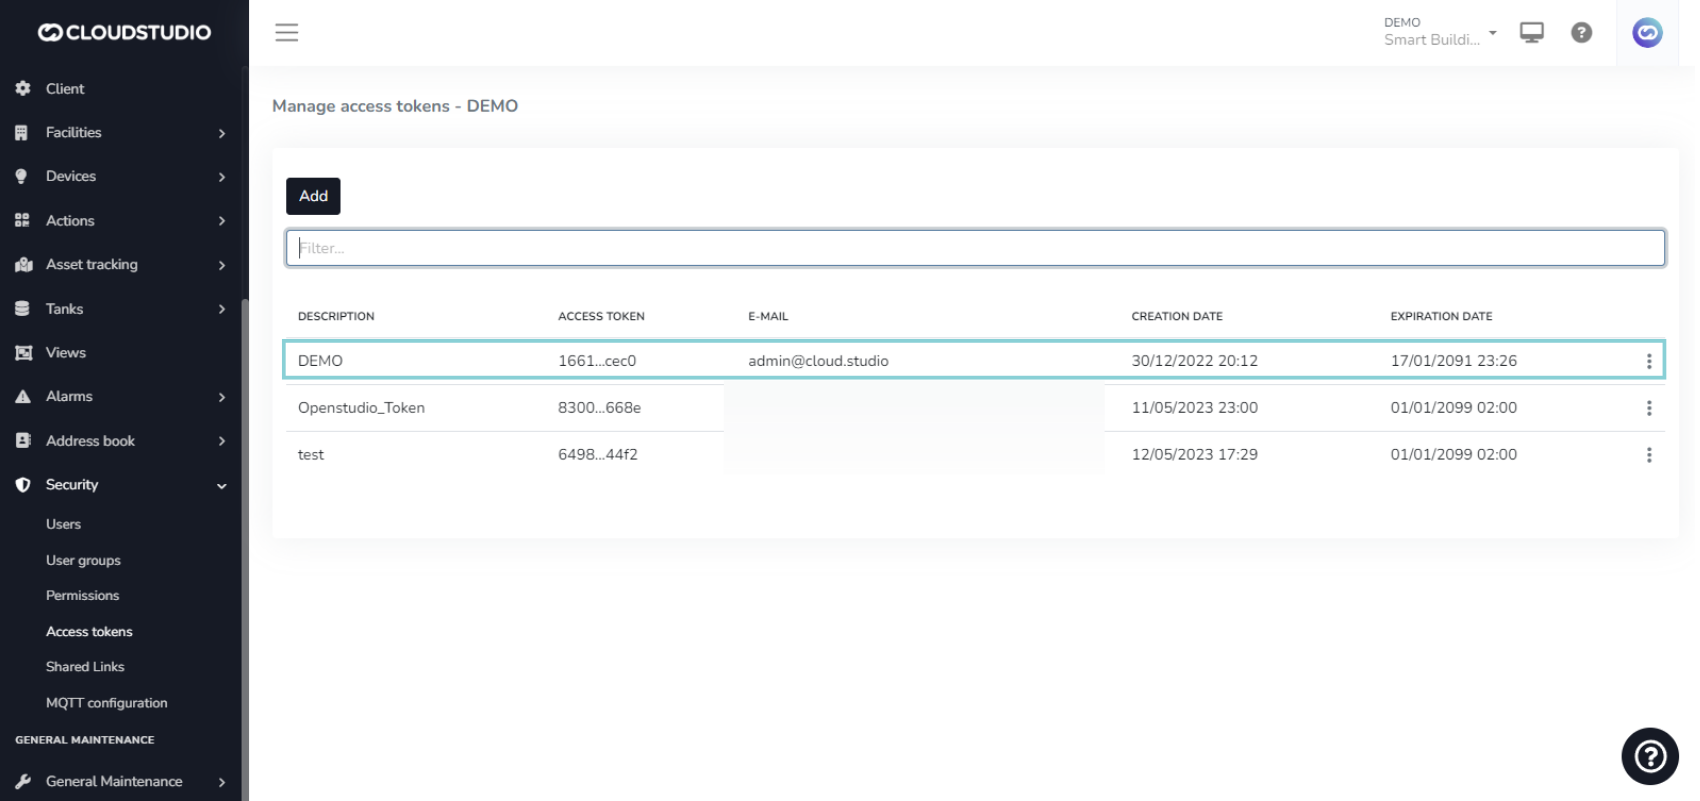 CLOUDSTUDIO
Client
Facilities
Devices
Actions
Asset tracking
Tanks
Views
Alarms
Address book
Security
Users
User groups
Permissions
Access tokens
Shared Links
MQTT configuration
GENERAL MAINTENANCE
General Maintenance
DEMO
Smart Buildi...
Manage access tokens - DEMO
Add
Filter...
DESCRIPTION ACCESS TOKEN E-MAIL CREATION DATE EXPIRATION DATE
DEMO 1661...cec0 admin@cloud.studio 30/12/2022 20:12 17/01/2091 23:26
Openstudio_Token 8300...668e 11/05/2023 23:00 01/01/2099 02:00
test 6498...44f2 12/05/2023 17:29 01/01/2099 02:00